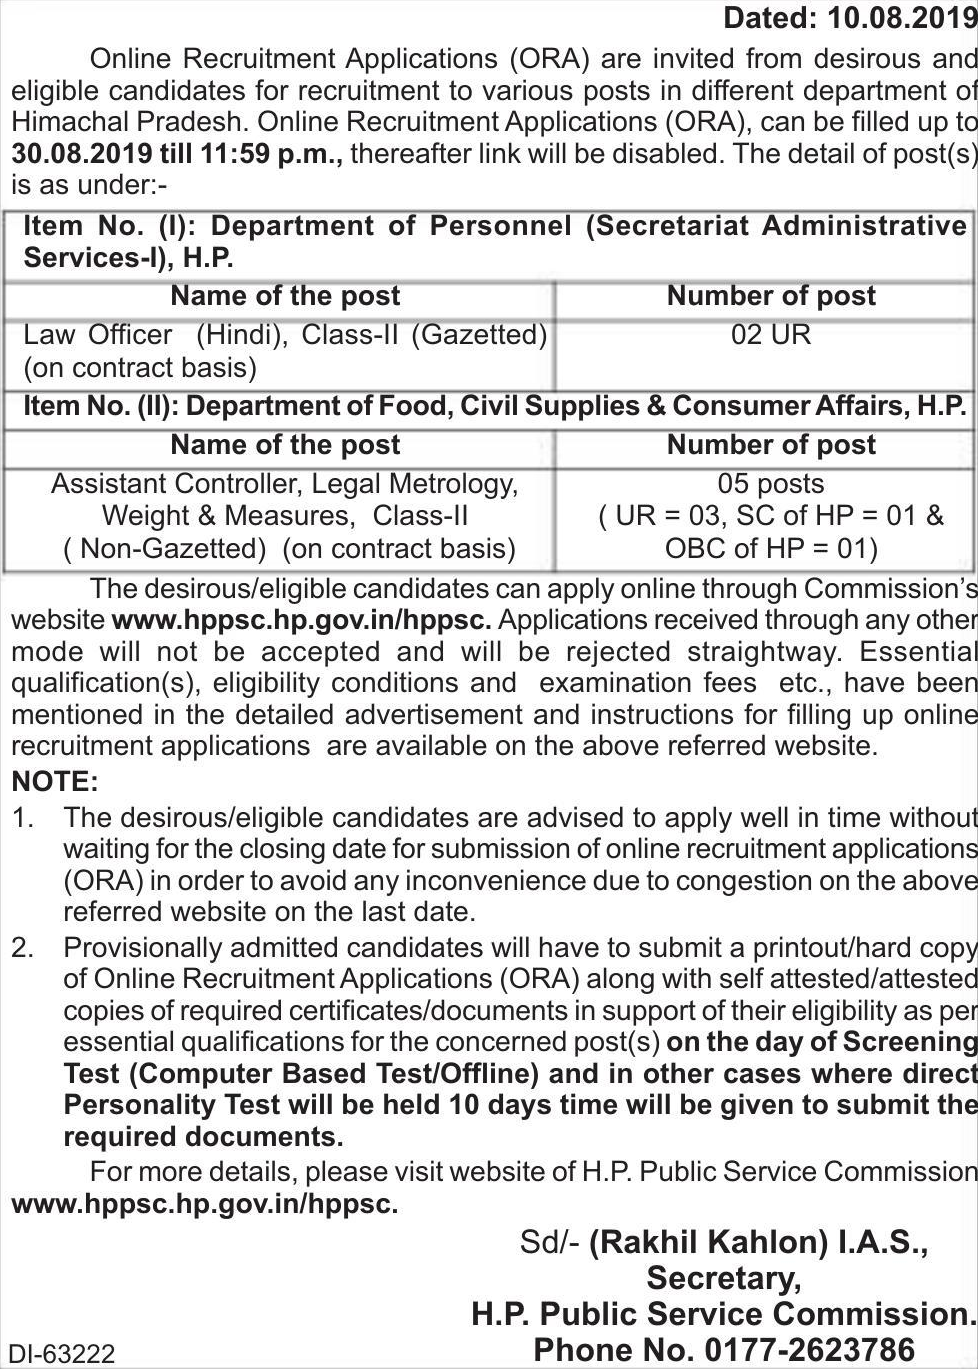 Dated: 10.08.2019
Online Recruitment Applications (ORA) are invited from desirous and
eligible candidates for recruitment to various posts in different department of
Himachal Pradesh. Online Recruitment Applications (ORA), can be filled up to
30.08.2019 till 11:59 p.m., thereafter link will be disabled. The detail of post(s)
is as under:-
Item No. (I): Department of Personnel (Secretariat Administrative
Services-I), H.P.
Name of the post Number of post
Law Officer (Hindi), Class-II (Gazetted) 02 UR
(on contract basis)
Item No. (II): Department of Food, Civil Supplies & Consumer Affairs, H.P.
Name of the post Number of post
Assistant Controller, Legal Metrology, 05 posts
Weight & Measures, Class-II ( UR = 03, SC of HP = 01 &
( Non-Gazetted) (on contract basis) OBC of HP = 01)
The desirous/eligible candidates can apply online through Commission's
website www.hppsc.hp.gov.in/hppsc. Applications received through any other
mode will not be accepted and will be rejected straightway. Essential
qualification(s), eligibility conditions and examination fees etc., have been
mentioned in the detailed advertisement and instructions for filling up online
recruitment applications are available on the above referred website.
NOTE:
1. The desirous/eligible candidates are advised to apply well in time without
waiting for the closing date for submission of online recruitment applications
(ORA) in order to avoid any inconvenience due to congestion on the above
referred website on the last date.
2. Provisionally admitted candidates will have to submit a printout/hard copy
of Online Recruitment Applications (ORA) along with self attested/attested
copies of required certificates/documents in support of their eligibility as per
essential qualifications for the concerned post(s) on the day of Screening
Test (Computer Based Test/Offline) and in other cases where direct
Personality Test will be held 10 days time will be given to submit the
required documents.
For more details, please visit website of H.P. Public Service Commission
www.hppsc.hp.gov.in/hppsc.
Sd/- (Rakhil Kahlon) I.A.S.,
Secretary,
H.P. Public Service Commission.
DI-63222 Phone No. 0177-2623786